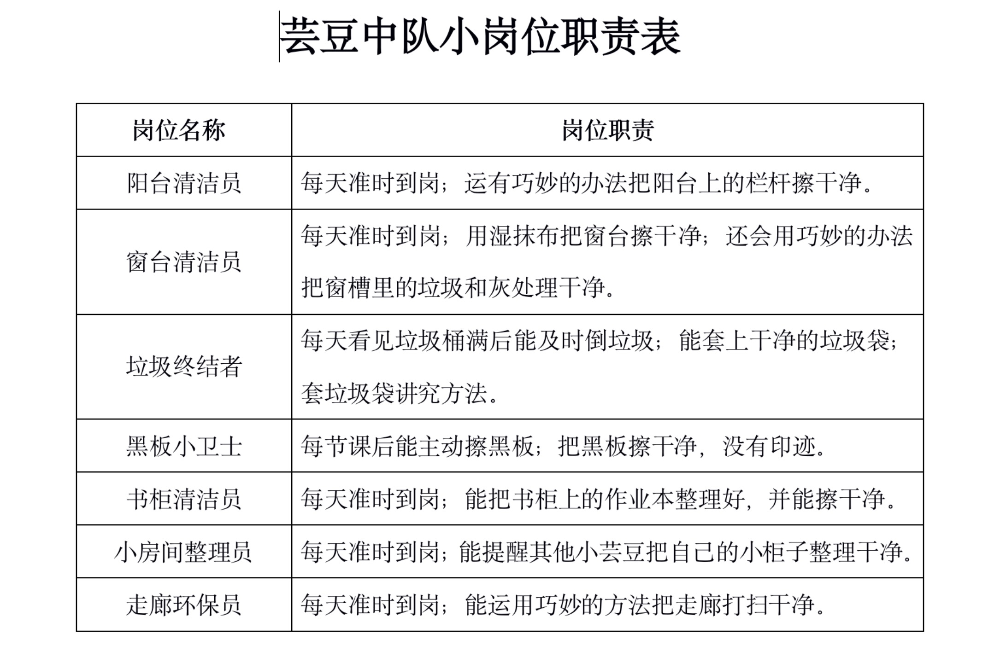 芸豆中队小岗位职责表
岗位名称
岗位职责
阳台清洁员
每天准时到岗；运有巧妙的办法把阳台上的栏杆擦干净。
窗台清洁员
每天准时到岗；用湿抹布把窗台擦干净；还会用巧妙的办法
把窗槽里的垃圾和灰处理干净。
垃圾终结者
每天看见垃圾桶满后能及时倒垃圾；能套上干净的垃圾袋；
套垃圾袋讲究方法。
黑板小卫士
每节课后能主动擦黑板；把黑板擦干净，没有印迹。
书柜清洁员
每天准时到岗；能把书柜上的作业本整理好，并能擦干净。
小房间整理员
每天准时到岗；能提醒其他小芸豆把自己的小柜子整理干净。
走廊环保员
每天准时到岗；能运用巧妙的方法把走廊打扫干净。